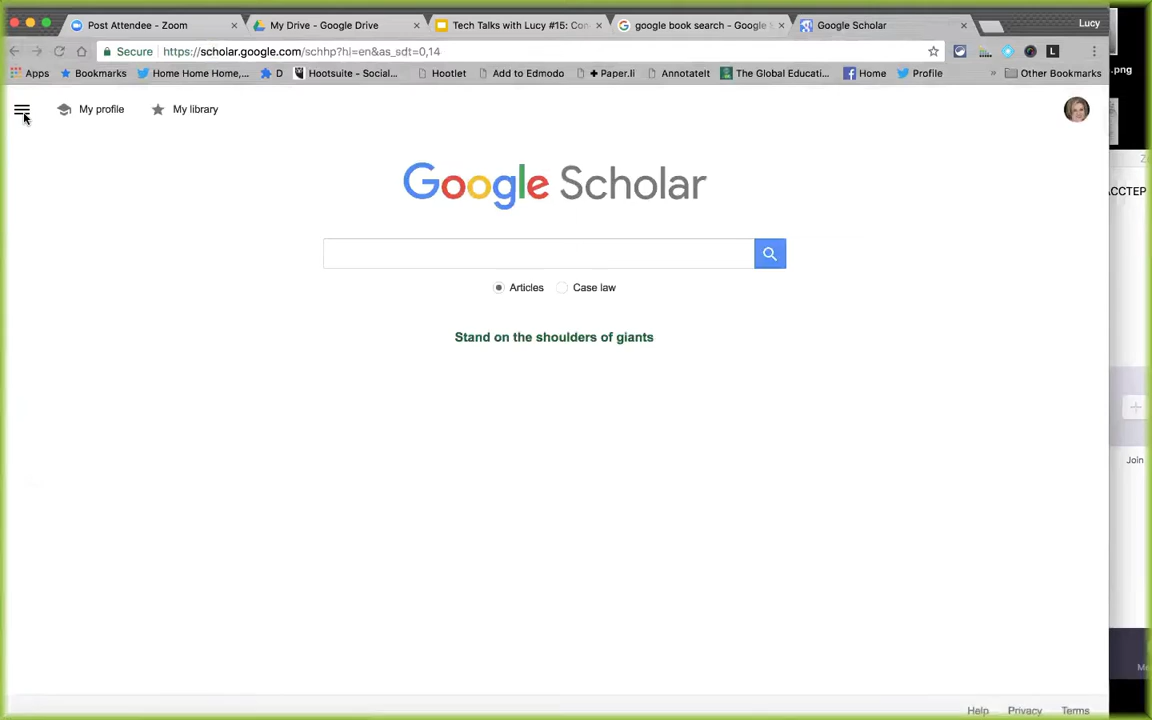 Post Attendee - Zoom
My Drive - Google Drive
Tech Talks with Lucy #15: Con
google book search - Google
Google Scholar
Lucy
Secure
https://scholar.google.com/schhp?hl=en&as_sdt=0,14
L
.png
Apps
Bookmarks
Home Home Home,...
D
Hootsuite - Social...
Hootlet
Add to Edmodo
Paper.li
AnnotateIt
The Global Educati...
Home
Profile
»
Other Bookmarks
My profile
My library
ACCTEP
Google Scholar
Articles
Case law
Stand on the shoulders of giants
Join
Help
Privacy
Terms